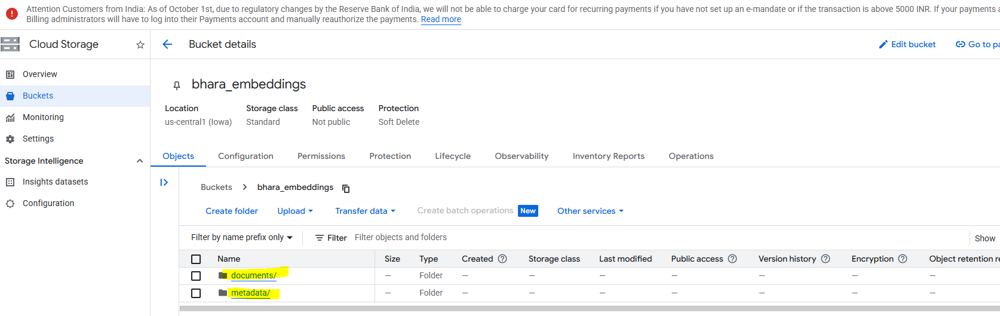 Attention Customers from India: As of October 1st, due to regulatory changes by the Reserve Bank of India, we will not be able to charge your card for recurring payments if you have not set up an e-mandate or if the transaction is above 5000 INR. If your payments a
Billing administrators will have to log into their Payments account and manually reauthorize the payments. Read more
Cloud Storage
Bucket details
Edit bucket
Go to pa
Overview
Buckets
Monitoring
Settings
Storage Intelligence
Insights datasets
Configuration
bhara_embeddings
Location Storage class Public access Protection
us-central1 (Iowa) Standard Not public Soft Delete
Objects Configuration Permissions Protection Lifecycle Observability Inventory Reports Operations
Buckets > bhara_embeddings
Create folder Upload Transfer data Create batch operations New Other services
Filter by name prefix only Filter Filter objects and folders Show
Name Size Type Created Storage class Last modified Public access Version history Encryption Object retention re
documents/ — Folder — — — — — — —
metadata/ — Folder — — — — — — —